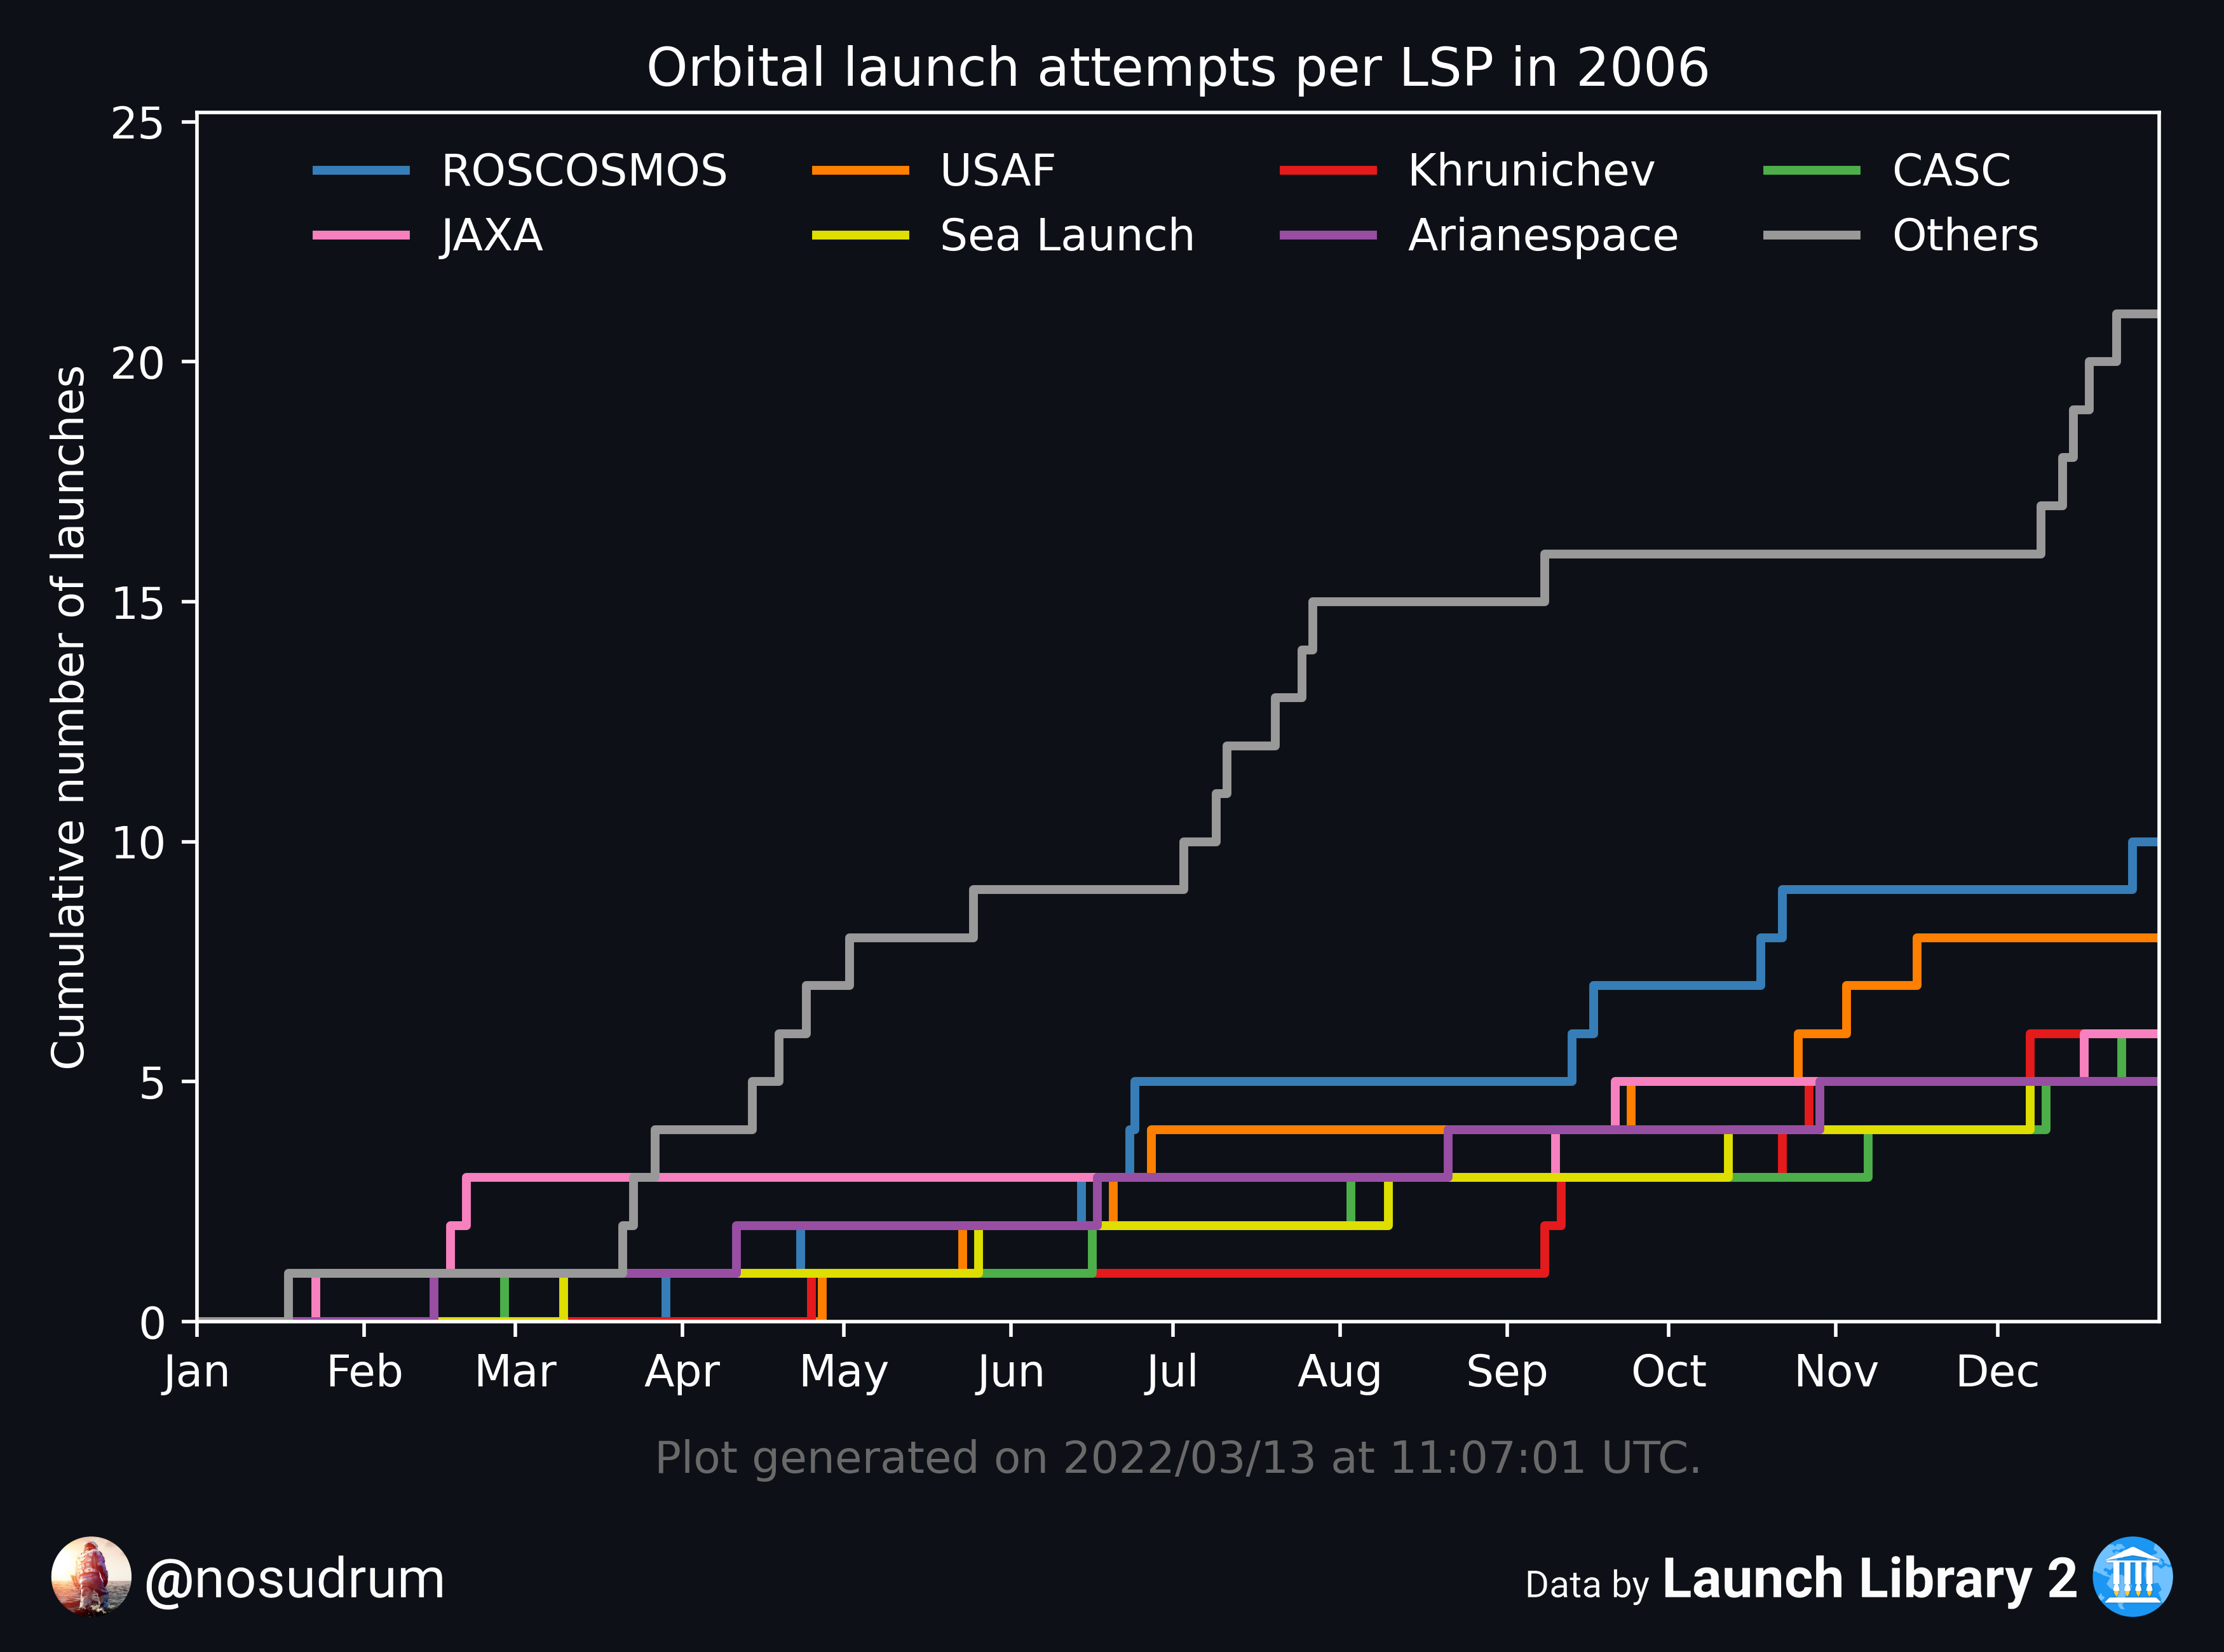 Orbital launch attempts per LSP in 2006
25
20
15
10
5
0
Cumulative number of launches
ROSCOSMOS USAF Khrunichev CASC
JAXA Sea Launch Arianespace Others
Jan Feb Mar Apr May Jun Jul Aug Sep Oct Nov Dec
Plot generated on 2022/03/13 at 11:07:01 UTC.
@nosudrum
Data by Launch Library 2